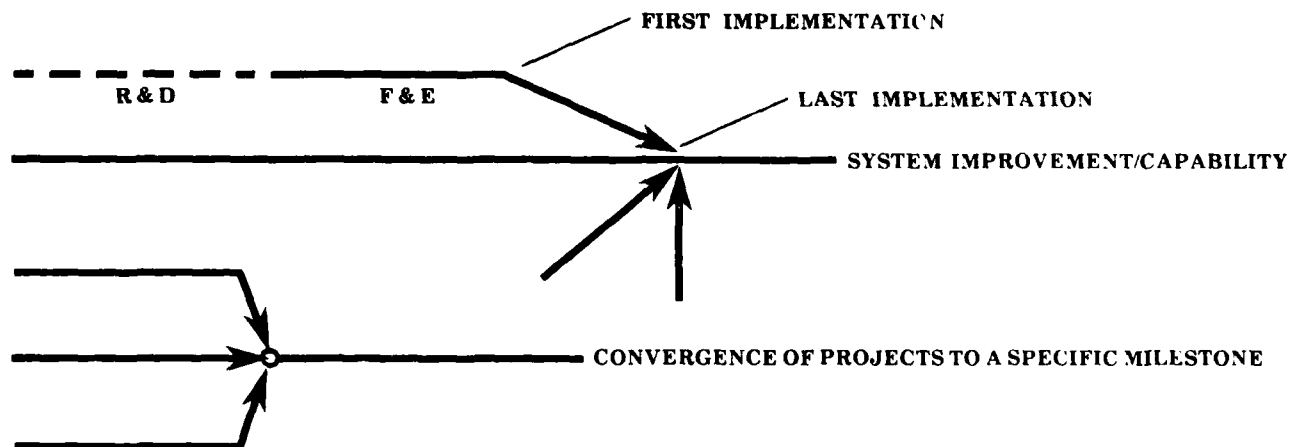 FIRST IMPLEMENTATION
R & D
F & E
LAST IMPLEMENTATION
SYSTEM IMPROVEMENT/CAPABILITY
CONVERGENCE OF PROJECTS TO A SPECIFIC MILESTONE